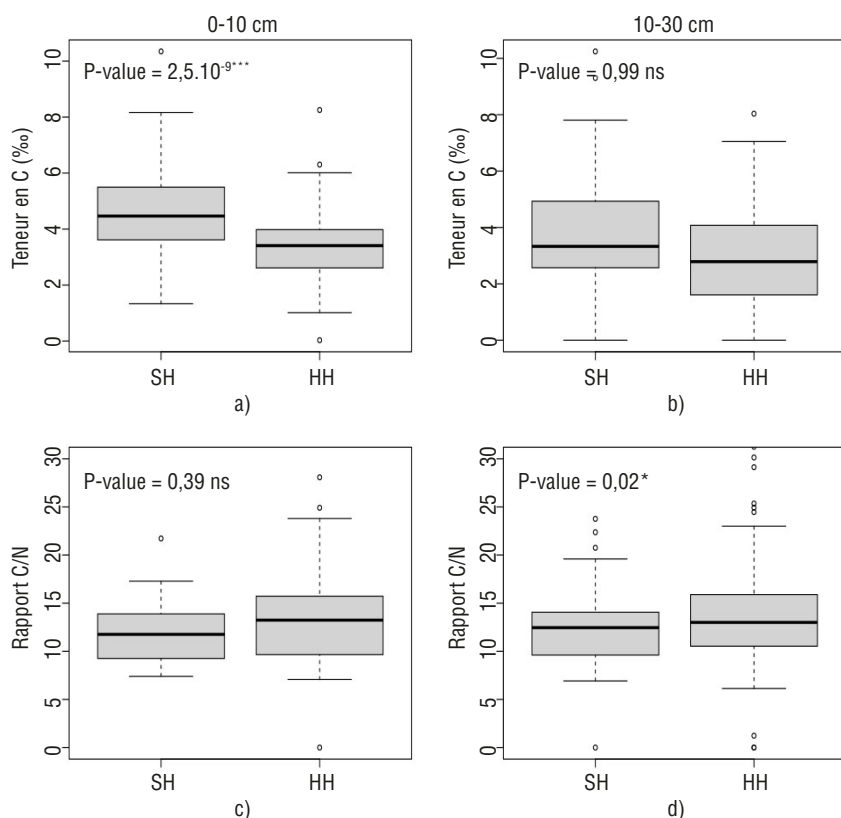 0-10 cm
10-30 cm
P-value = 2,5.10-9***
Teneur en C (‰)
0
2
4
6
8
10
SH
HH
a)
P-value = 0,99 ns
Teneur en C (‰)
0
2
4
6
8
10
SH
HH
b)
P-value = 0,39 ns
Rapport C/N
0
5
10
15
20
25
30
SH
HH
c)
P-value = 0,02*
Rapport C/N
0
5
10
15
20
25
30
SH
HH
d)